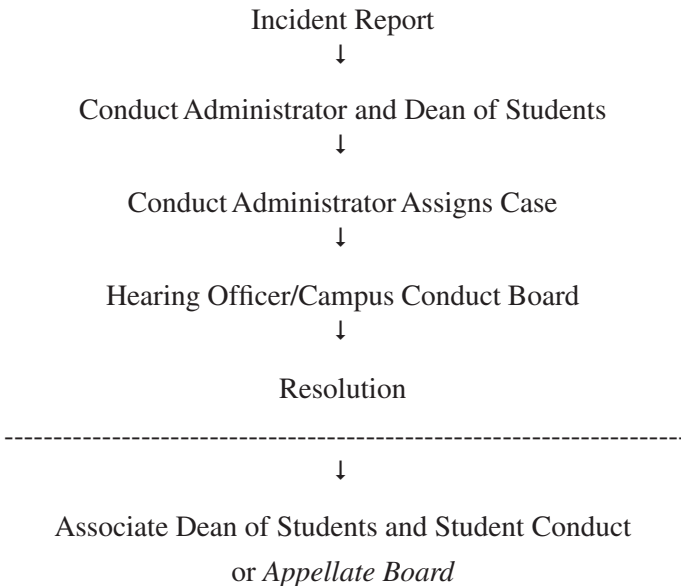 Incident Report
↓
Conduct Administrator and Dean of Students
↓
Conduct Administrator Assigns Case
↓
Hearing Officer/Campus Conduct Board
↓
Resolution
---------------------------------------------------------------------
↓
Associate Dean of Students and Student Conduct
or Appellate Board